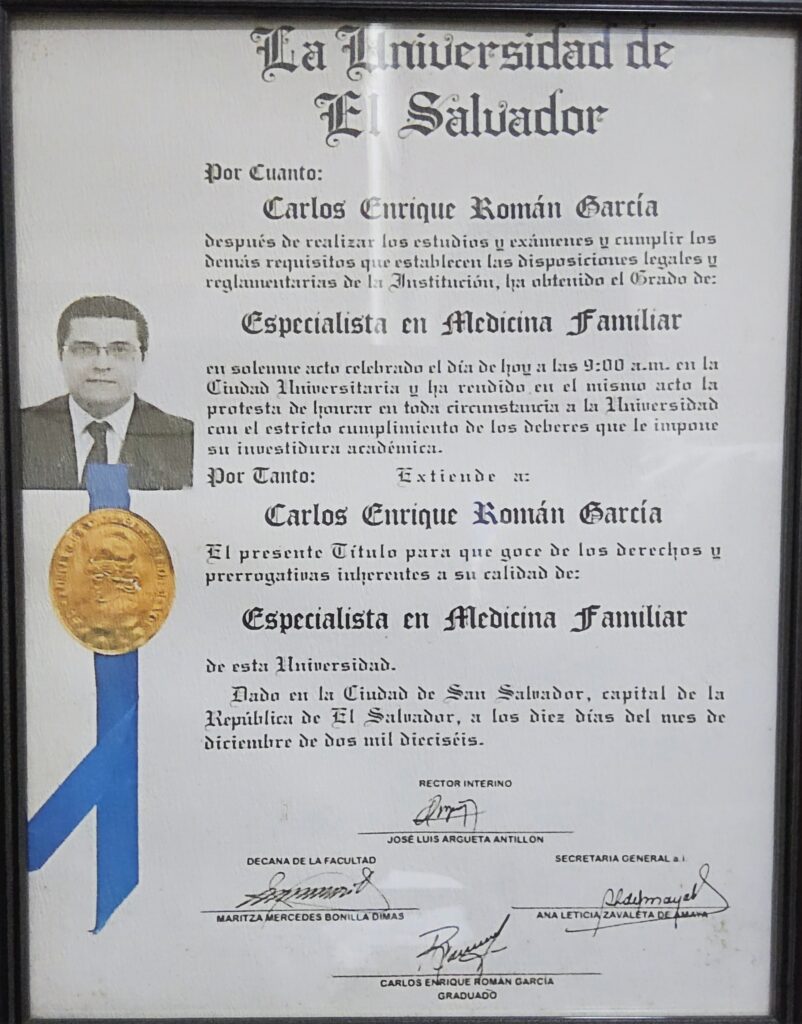 La Universidad de
El Salvador
Por Cuanto:
Carlos Enrique Román García
después de realizar los estudios y exámenes y cumplir los
demás requisitos que establecen las disposiciones legales y
reglamentarias de la Institución, ha obtenido el Grado de:
Especialista en Medicina Familiar
en solemne acto celebrado el día de hoy a las 9:00 a.m. en la
Ciudad Universitaria y ha rendido en el mismo acto la
protesta de honrar en toda circunstancia a la Universidad
con el estricto cumplimiento de los deberes que le impone
su investidura académica.
Por Tanto: Extiende a:
Carlos Enrique Román García
El presente Título para que goce de los derechos y
prerrogativas inherentes a su calidad de:
Especialista en Medicina Familiar
de esta Universidad.
Dado en la Ciudad de San Salvador, capital de la
República de El Salvador, a los diez días del mes de
diciembre de dos mil dieciséis.
RECTOR INTERINO
JOSÉ LUIS ARGUETA ANTILLON
DECANA DE LA FACULTAD
MARITZA MERCEDES BONILLA DIMAS
SECRETARIA GENERAL a.i.
ANA LETICIA ZAVALETA DE AMAYA
CARLOS ENRIQUE ROMÁN GARCÍA
GRADUADO